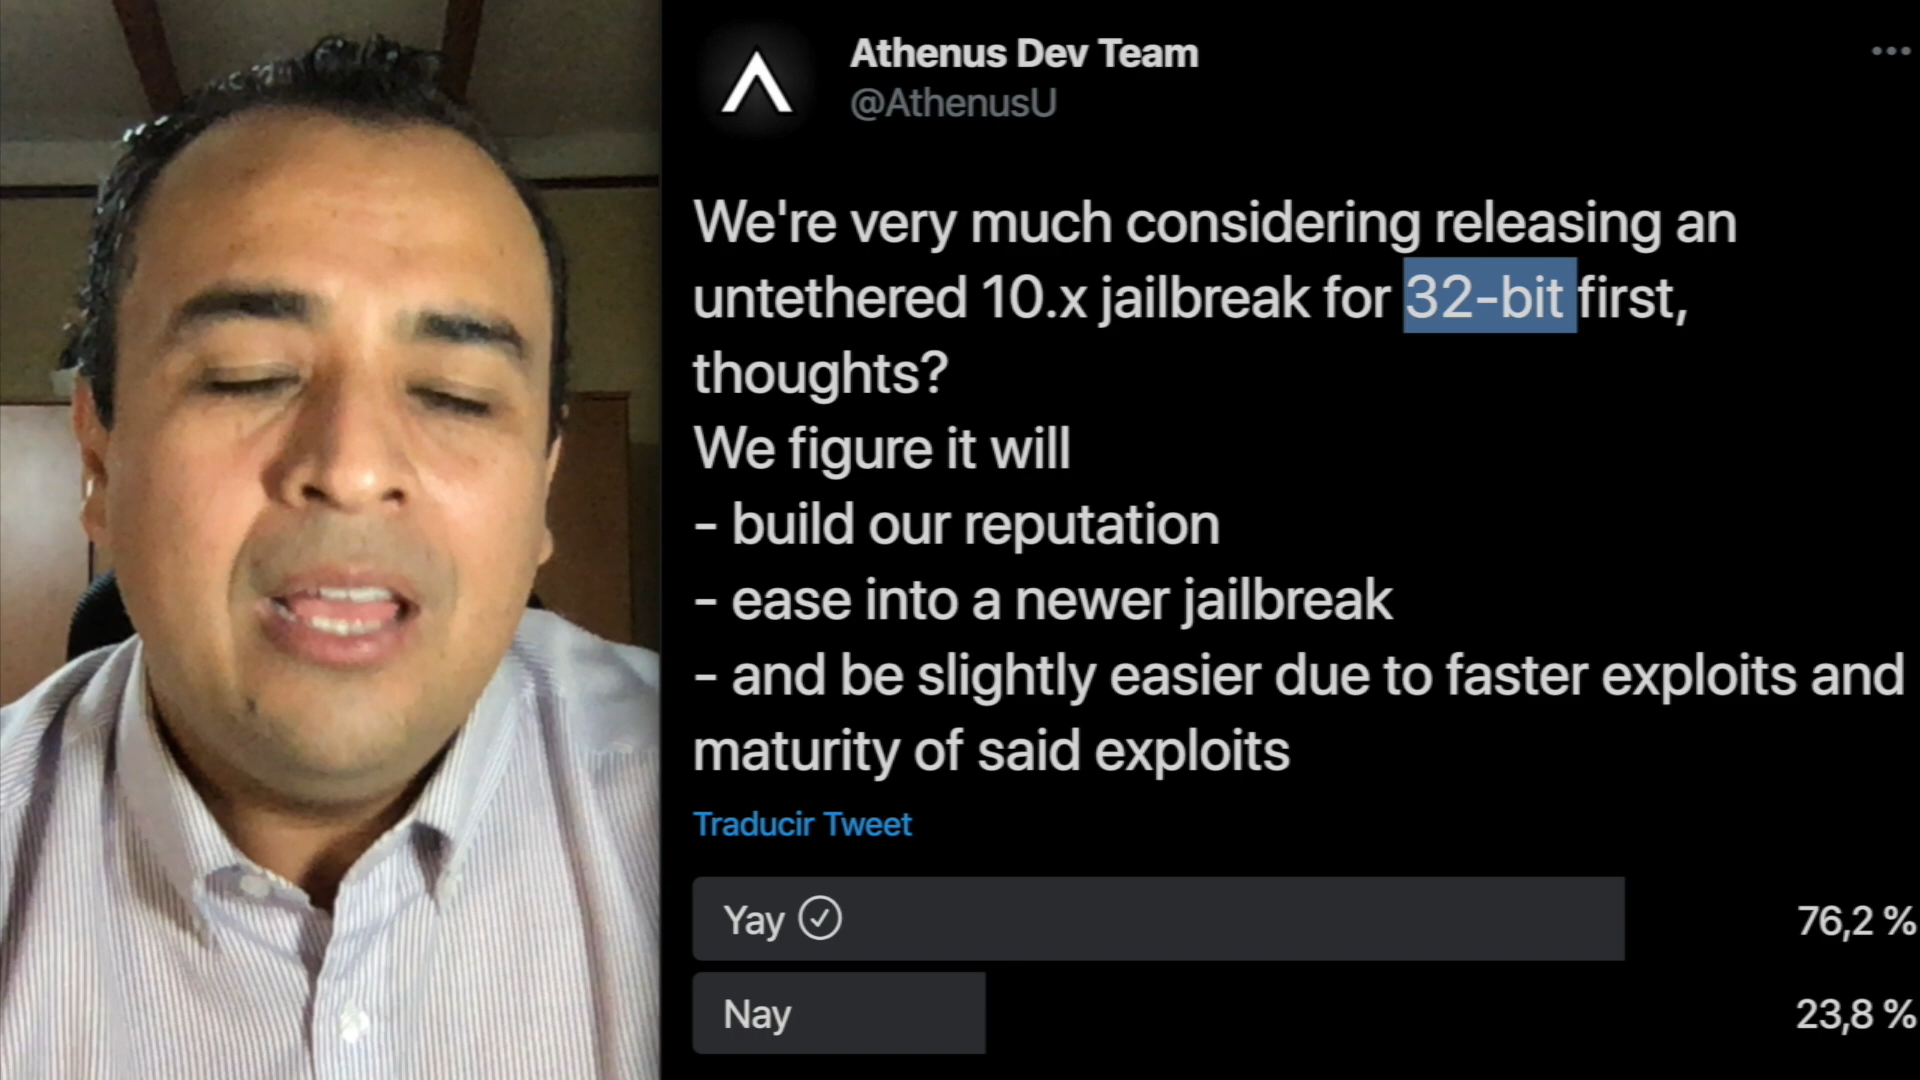 Athenus Dev Team
@AthenusU
We're very much considering releasing an
untethered 10.x jailbreak for 32-bit first,
thoughts?
We figure it will
- build our reputation
- ease into a newer jailbreak
- and be slightly easier due to faster exploits and
maturity of said exploits
Traducir Tweet
Yay 76,2 %
Nay 23,8 %